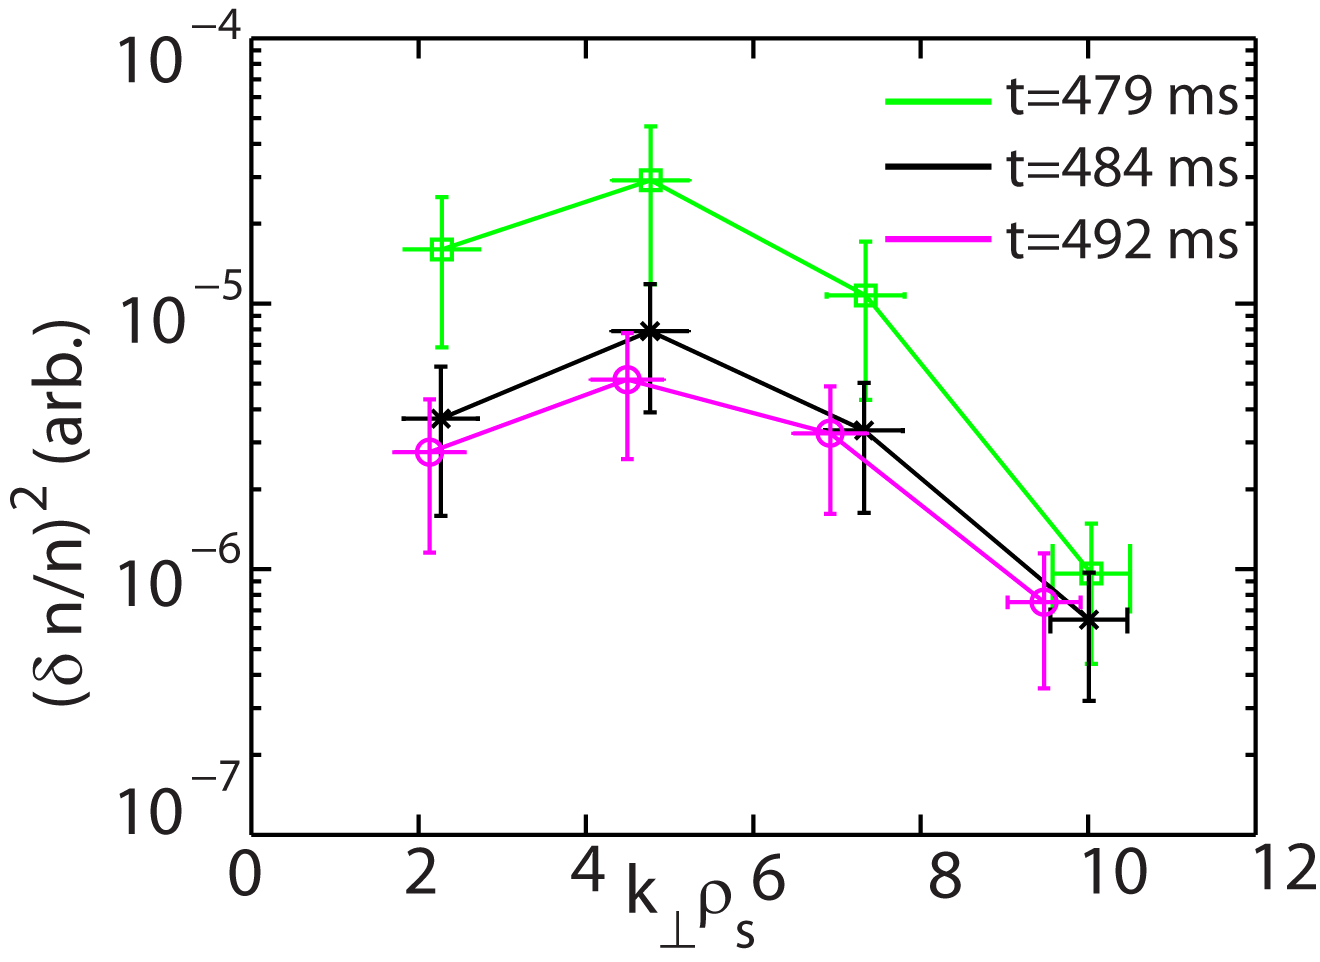 10⁻⁴
t=479 ms
t=484 ms
t=492 ms
10⁻⁵
10⁻⁶
10⁻⁷
(δ n/n)² (arb.)
0 2 4 6 8 10 12
k⊥ρs